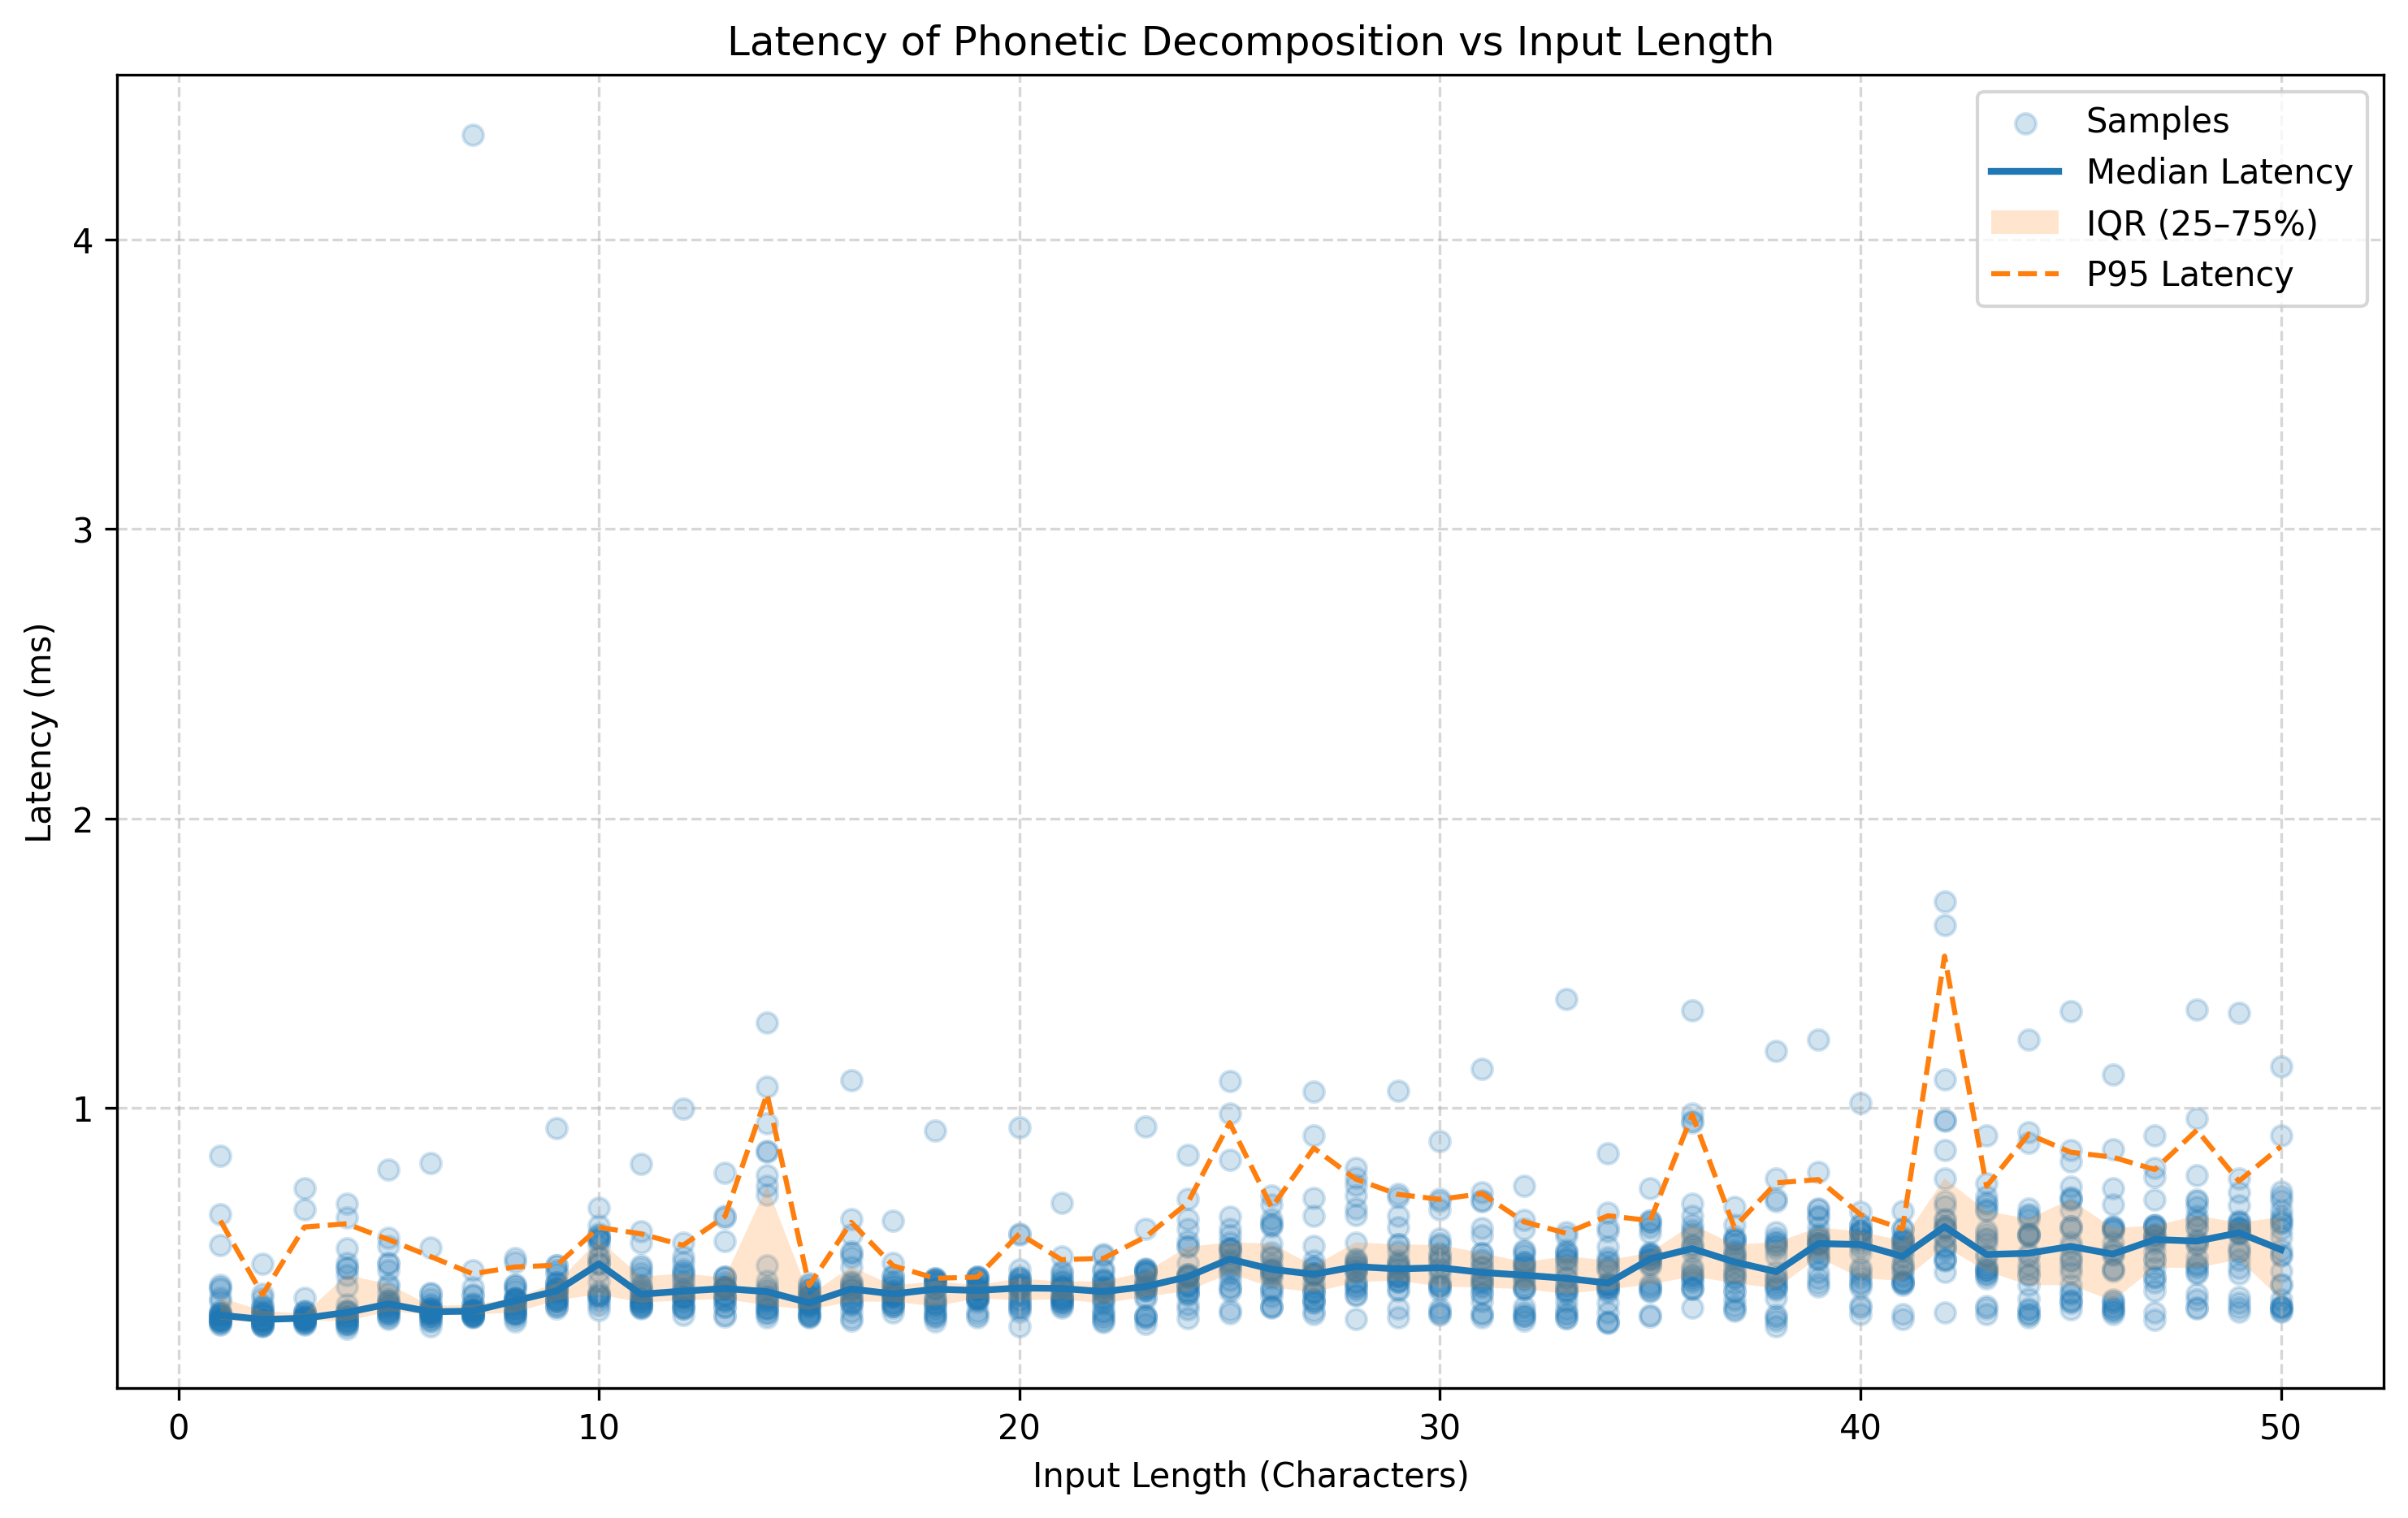 Latency of Phonetic Decomposition vs Input Length
Samples
Median Latency
IQR (25–75%)
P95 Latency
Latency (ms)
4
3
2
1
0 10 20 30 40 50
Input Length (Characters)